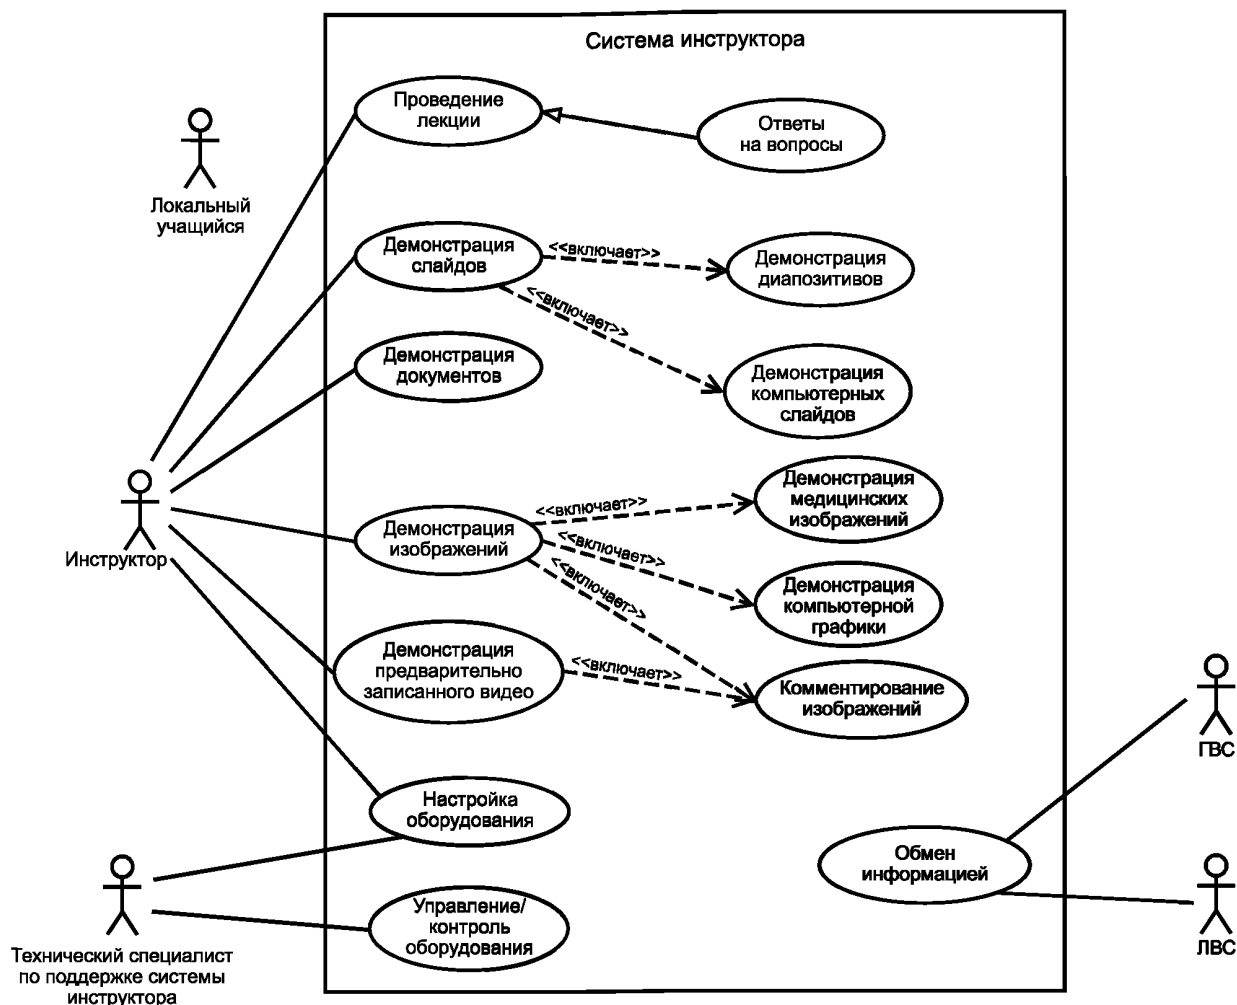 Система инструктора
Проведение
лекции
Ответы
на вопросы
Локальный
учащийся
Демонстрация
слайдов
<<включает>>
Демонстрация
диапозитивов
<<включает>>
Демонстрация
документов
Демонстрация
компьютерных
слайдов
Инструктор
Демонстрация
изображений
<<включает>>
Демонстрация
медицинских
изображений
<<включает>>
Демонстрация
компьютерной
графики
<<включает>>
Демонстрация
предварительно
записанного видео
<<включает>>
Комментирование
изображений
ГВС
Настройка
оборудования
Обмен
информацией
Управление/
контроль
оборудования
ЛВС
Технический специалист
по поддержке системы
инструктора